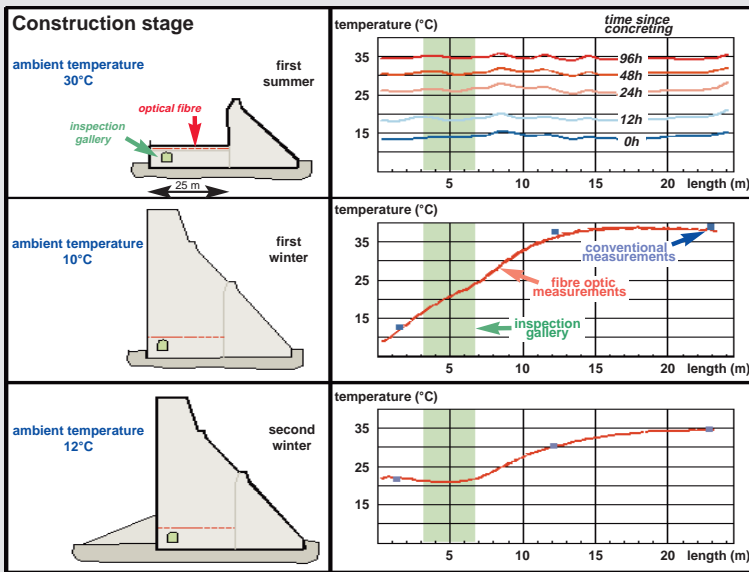 Construction stage
ambient temperature
30°C
first
summer
optical fibre
inspection
gallery
25 m
temperature (°C)
time since
concreting
35
25
15
96h
48h
24h
12h
0h
5
10
15
20
length (m)
ambient temperature
10°C
first
winter
temperature (°C)
35
25
15
conventional
measurements
fibre optic
measurements
inspection
gallery
5
10
15
20
length (m)
ambient temperature
12°C
second
winter
temperature (°C)
35
25
15
5
10
15
20
length (m)